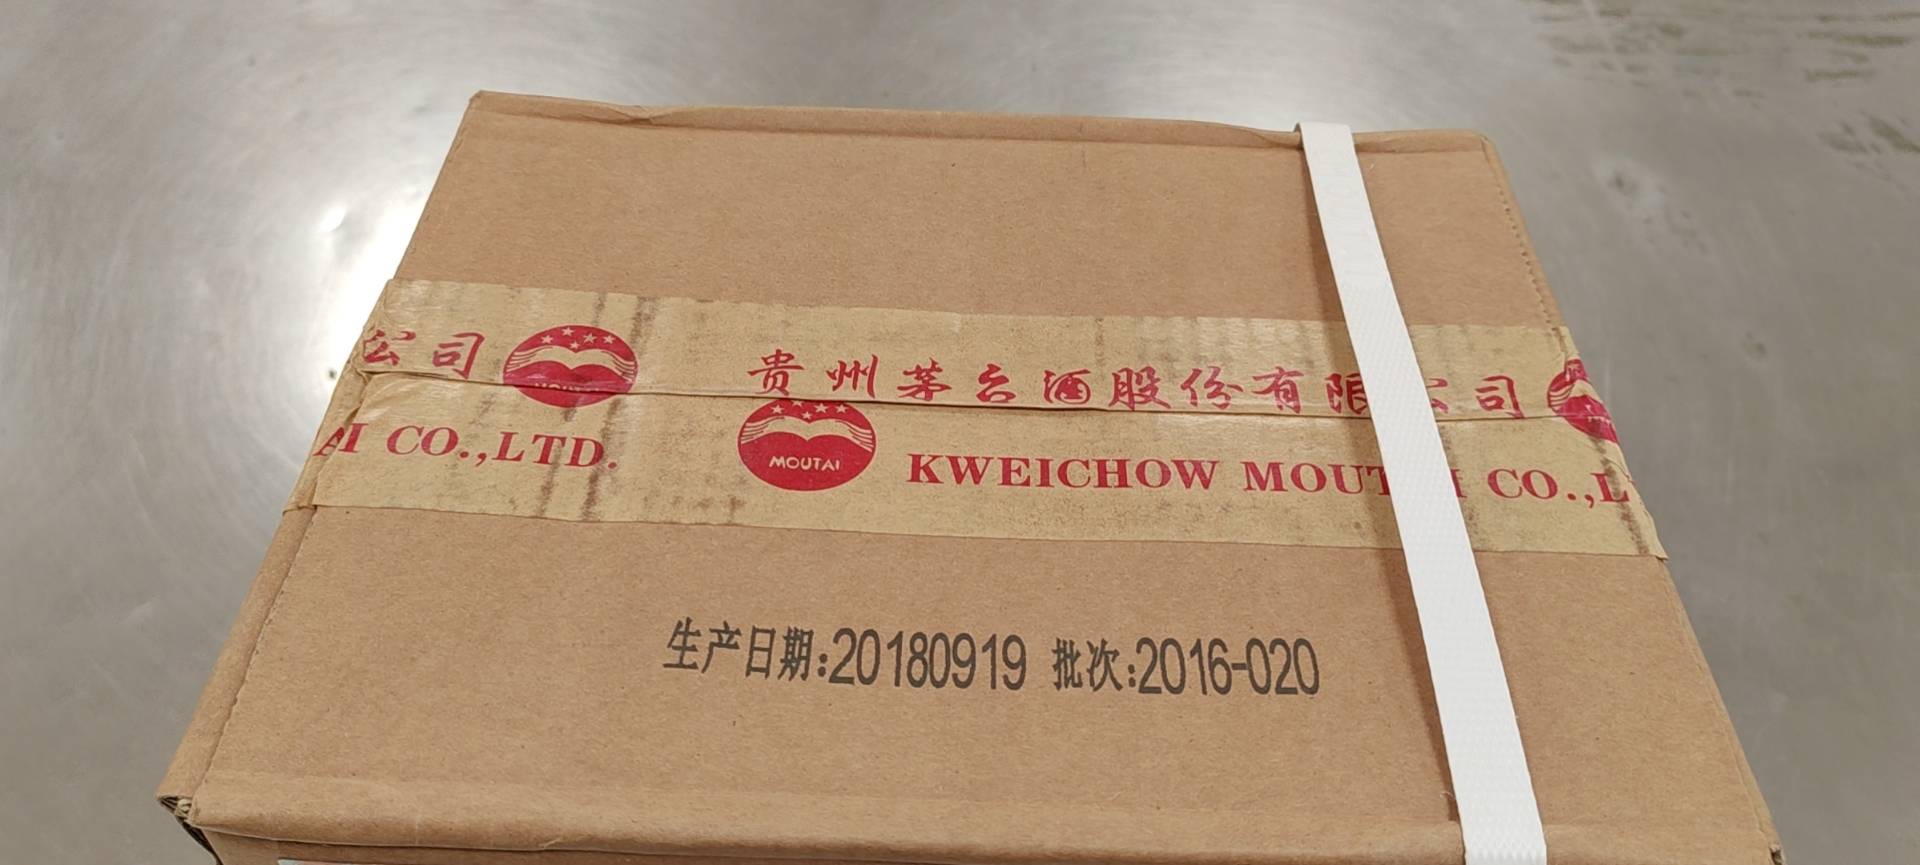 公司 贵州茅台酒股份有限公司
MOUTAI
AI CO.,LTD. MOUTAI KWEICHOW MOUTAI CO.,L
生产日期:20180919 批次:2016-020